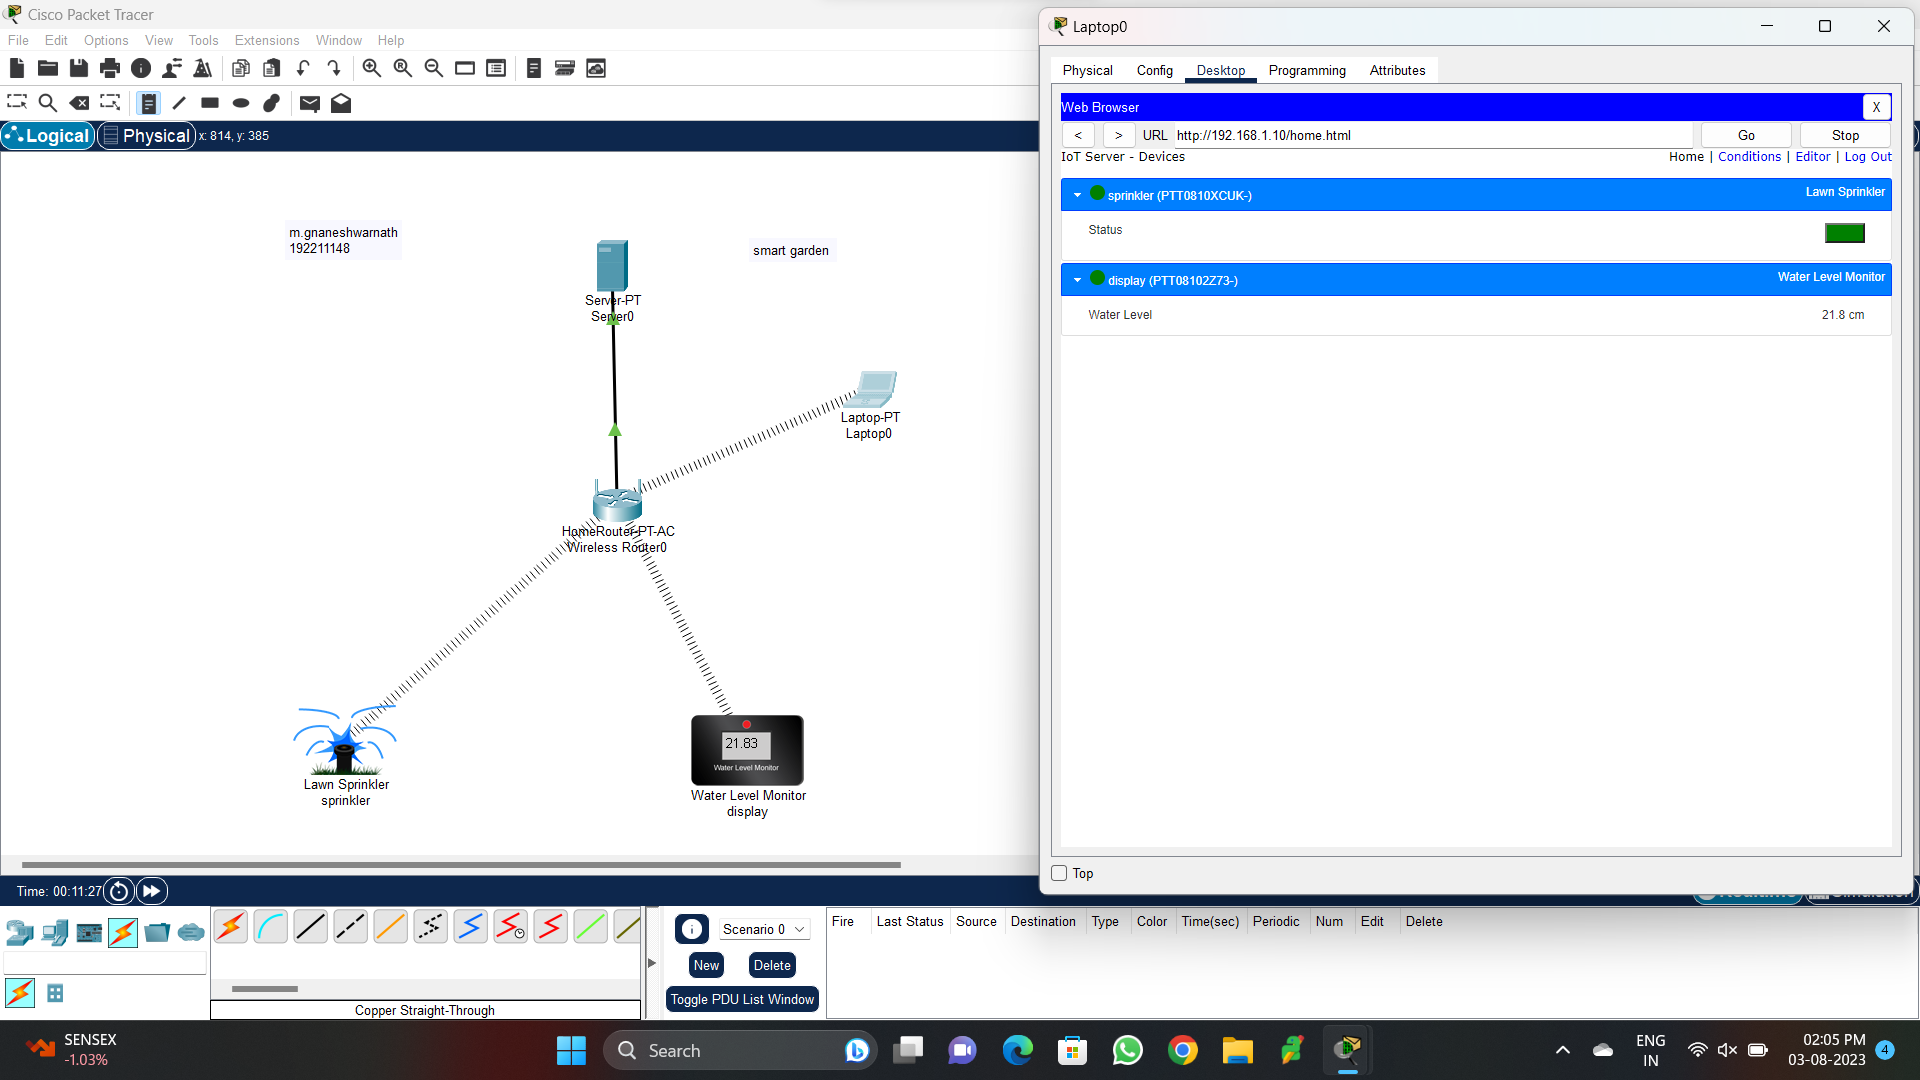 Cisco Packet Tracer
File Edit Options View Tools Extensions Window Help
Logical Physical x: 814, y: 385
m.gnaneshwarnath
192211148
smart garden
Server-PT
Server0
Laptop-PT
Laptop0
HomeRouter-PT-AC
Wireless Router0
Lawn Sprinkler
sprinkler
21.83
Water Level Monitor
Water Level Monitor
display
Laptop0
Physical Config Desktop Programming Attributes
Web Browser X
< > URL http://192.168.1.10/home.html Go Stop
IoT Server - Devices Home | Conditions | Editor | Log Out
sprinkler (PTT0810XCUK-) Lawn Sprinkler
Status
display (PTT08102Z73-) Water Level Monitor
Water Level 21.8 cm
Top
Time: 00:11:27
Scenario 0
New Delete
Toggle PDU List Window
Fire Last Status Source Destination Type Color Time(sec) Periodic Num Edit Delete
Copper Straight-Through
SENSEX
-1.03%
Search
ENG
IN
02:05 PM
03-08-2023
4